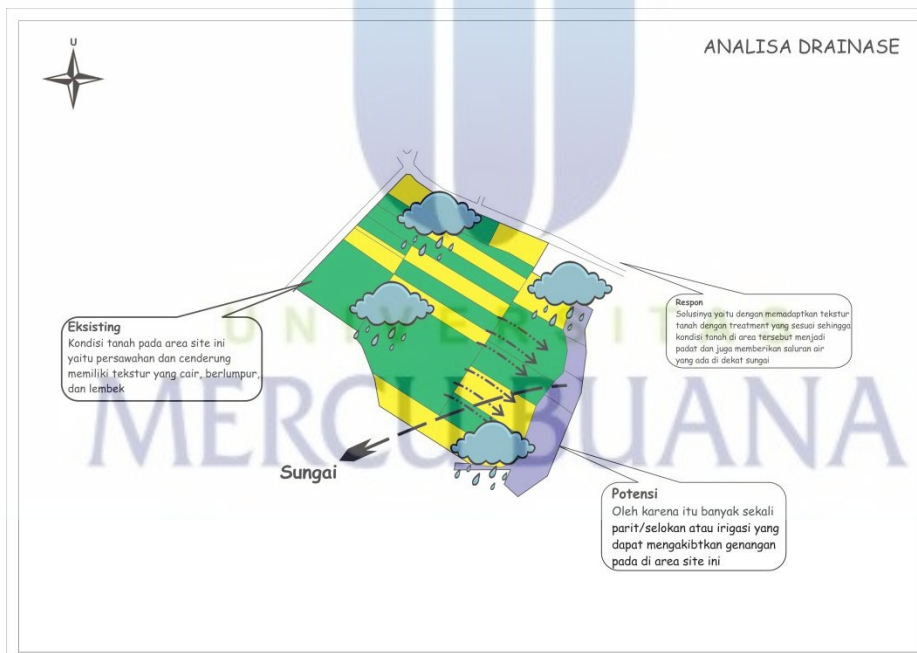 U
ANALISA DRAINASE
Eksisting
Kondisi tanah pada area site ini
yaitu persawahan dan cenderung
memiliki tekstur yang cair, berlumpur,
dan lembek
Respon
Solusinya yaitu dengan memadaptkan tekstur
tanah dengan treatment yang sesuai sehingga
kondisi tanah di area tersebut menjadi
padat dan juga memberikan saluran air
yang ada di dekat sungai
UNIVERSITAS
MERCU BUANA
Sungai
Potensi
Oleh karena itu banyak sekali
parit/selokan atau irigasi yang
dapat mengakibtkan genangan
pada di area site ini